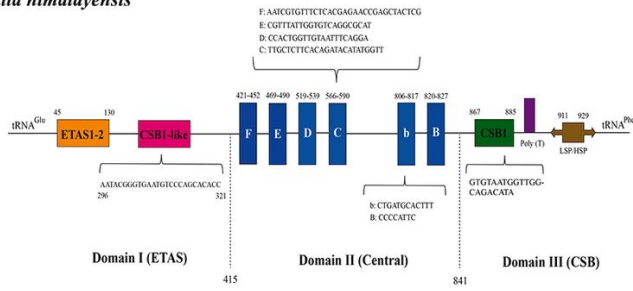 himalayensis
F: AATCGTGTTTCTCACGAGAACCGAGCTACTCG
E: CGTTTATTGGTGTCAGGCGCAT
D: CCACTGGTTGTAATTTCAGGA
C: TTGCTCTTCACAGATACATATGGTT
421-452 469-490 519-539 566-590 806-817 820-827
45 130 867 885 911 929
tRNA^Glu ETAS1-2 CSB1-like F E D C b B CSB1 Poly (T) LSP/HSP tRNA^Phe
AATACGGGTGAATGTCCCAGCACACC
296 321
GTGTAATGGTTGG-
CAGACATA
b: CTGATGCACTTT
B: CCCCATTC
Domain I (ETAS) Domain II (Central) Domain III (CSB)
415 841